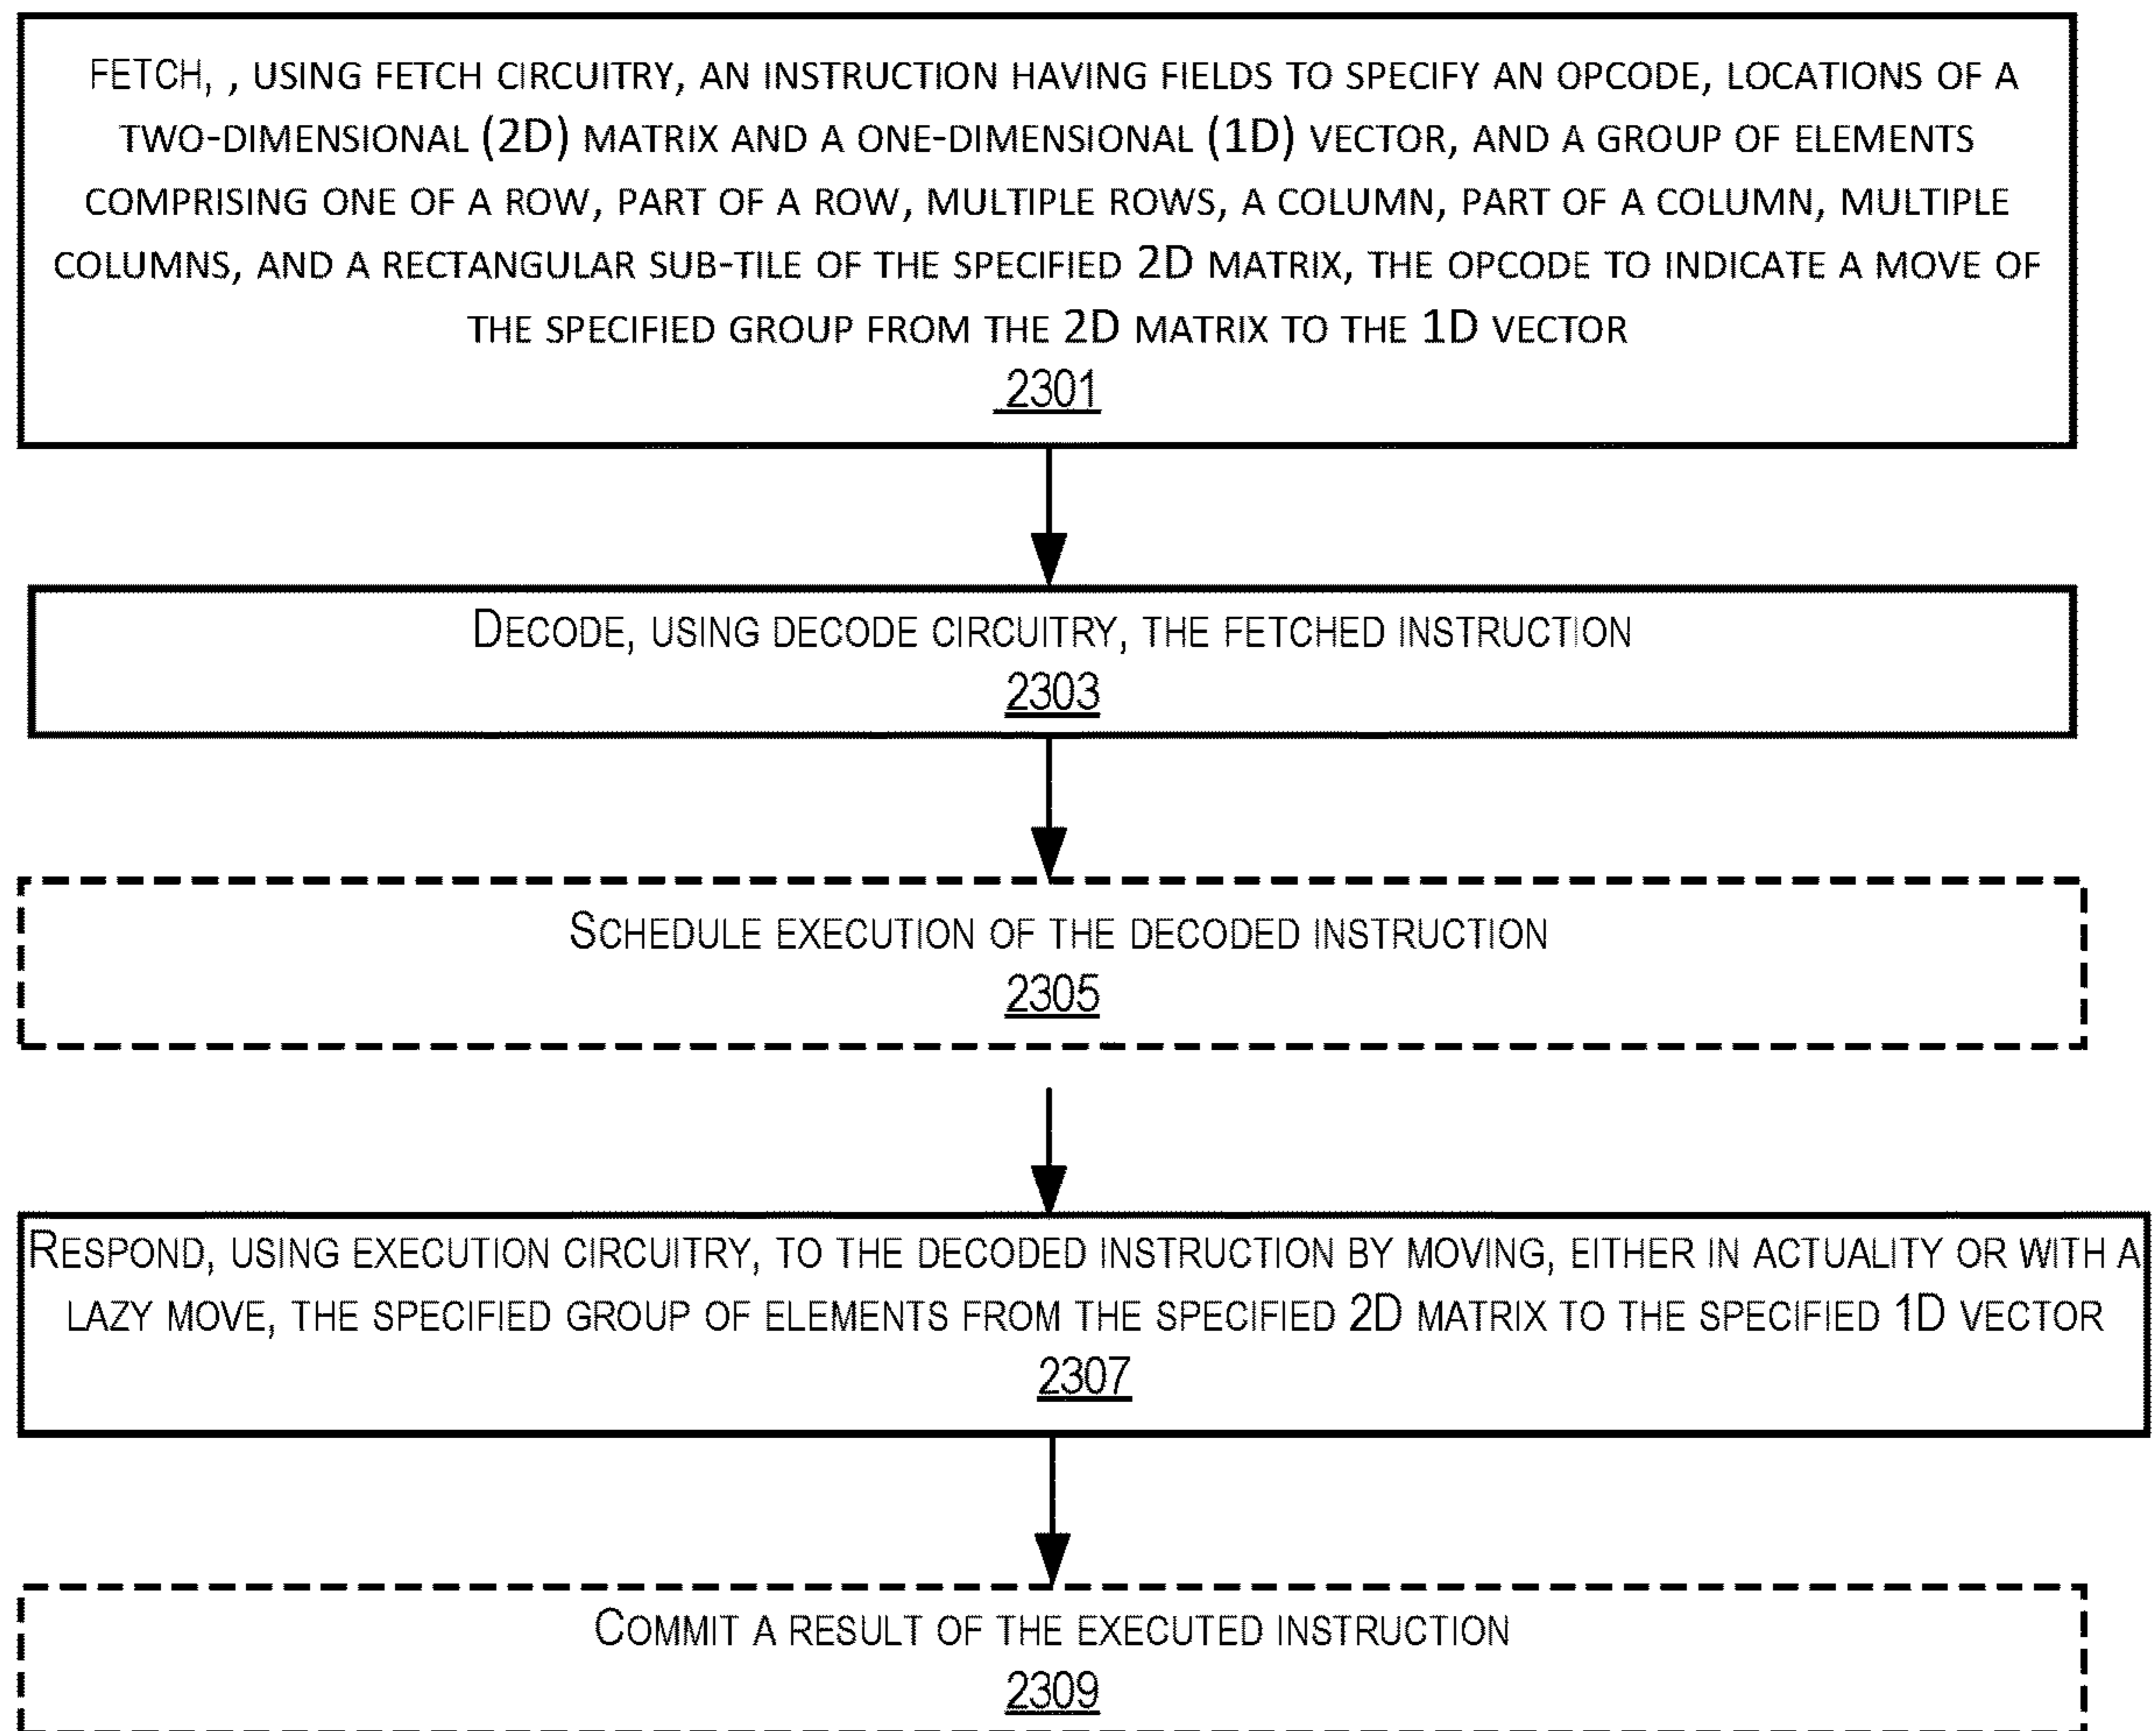 FETCH, , USING FETCH CIRCUITRY, AN INSTRUCTION HAVING FIELDS TO SPECIFY AN OPCODE, LOCATIONS OF A
TWO-DIMENSIONAL (2D) MATRIX AND A ONE-DIMENSIONAL (1D) VECTOR, AND A GROUP OF ELEMENTS
COMPRISING ONE OF A ROW, PART OF A ROW, MULTIPLE ROWS, A COLUMN, PART OF A COLUMN, MULTIPLE
COLUMNS, AND A RECTANGULAR SUB-TILE OF THE SPECIFIED 2D MATRIX, THE OPCODE TO INDICATE A MOVE OF
THE SPECIFIED GROUP FROM THE 2D MATRIX TO THE 1D VECTOR
2301
DECODE, USING DECODE CIRCUITRY, THE FETCHED INSTRUCTION
2303
SCHEDULE EXECUTION OF THE DECODED INSTRUCTION
2305
RESPOND, USING EXECUTION CIRCUITRY, TO THE DECODED INSTRUCTION BY MOVING, EITHER IN ACTUALITY OR WITH A
LAZY MOVE, THE SPECIFIED GROUP OF ELEMENTS FROM THE SPECIFIED 2D MATRIX TO THE SPECIFIED 1D VECTOR
2307
COMMIT A RESULT OF THE EXECUTED INSTRUCTION
2309